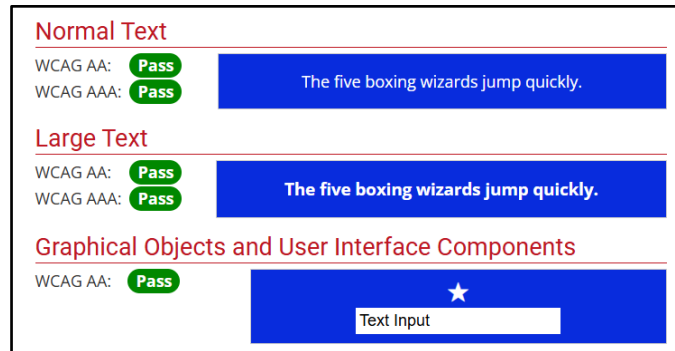 Normal Text
WCAG AA: Pass
The five boxing wizards jump quickly.
WCAG AAA: Pass
Large Text
WCAG AA: Pass
The five boxing wizards jump quickly.
WCAG AAA: Pass
Graphical Objects and User Interface Components
WCAG AA: Pass
Text Input